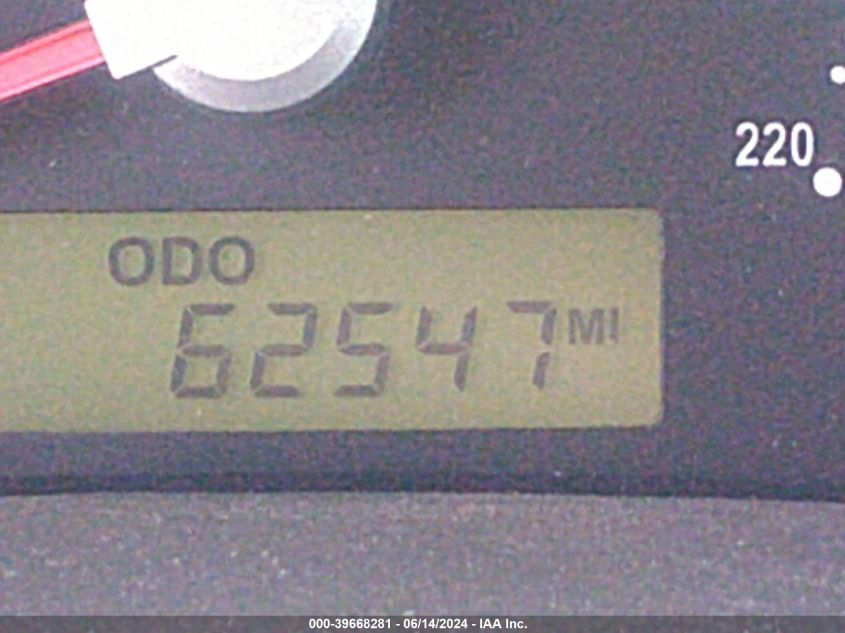 220
ODO
62547 MI
000-39668281 - 06/14/2024 - IAA Inc.